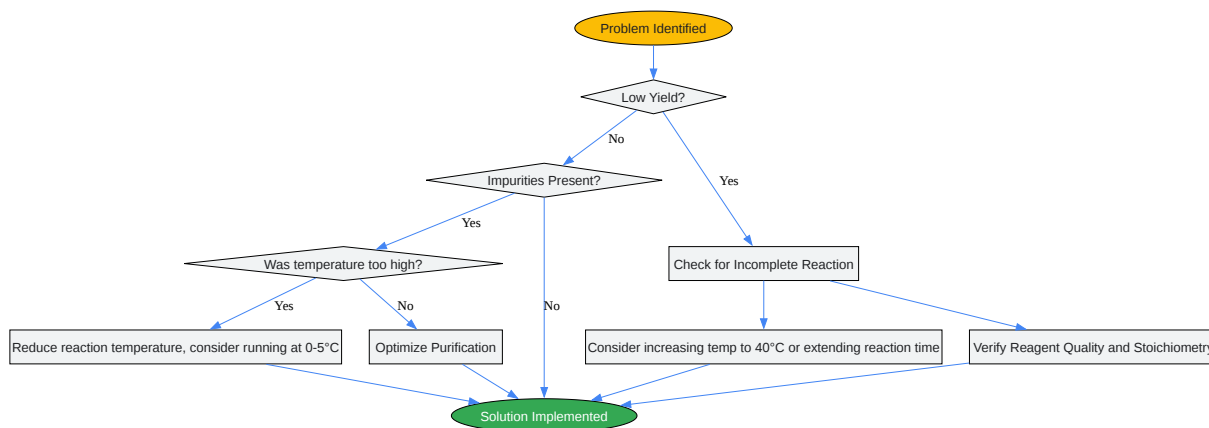 Problem Identified
Low Yield?
No
Impurities Present?
Yes
Yes
Was temperature too high?
Check for Incomplete Reaction
Yes
No
No
Reduce reaction temperature, consider running at 0-5°C
Optimize Purification
Consider increasing temp to 40°C or extending reaction time
Verify Reagent Quality and Stoichiometry
Solution Implemented